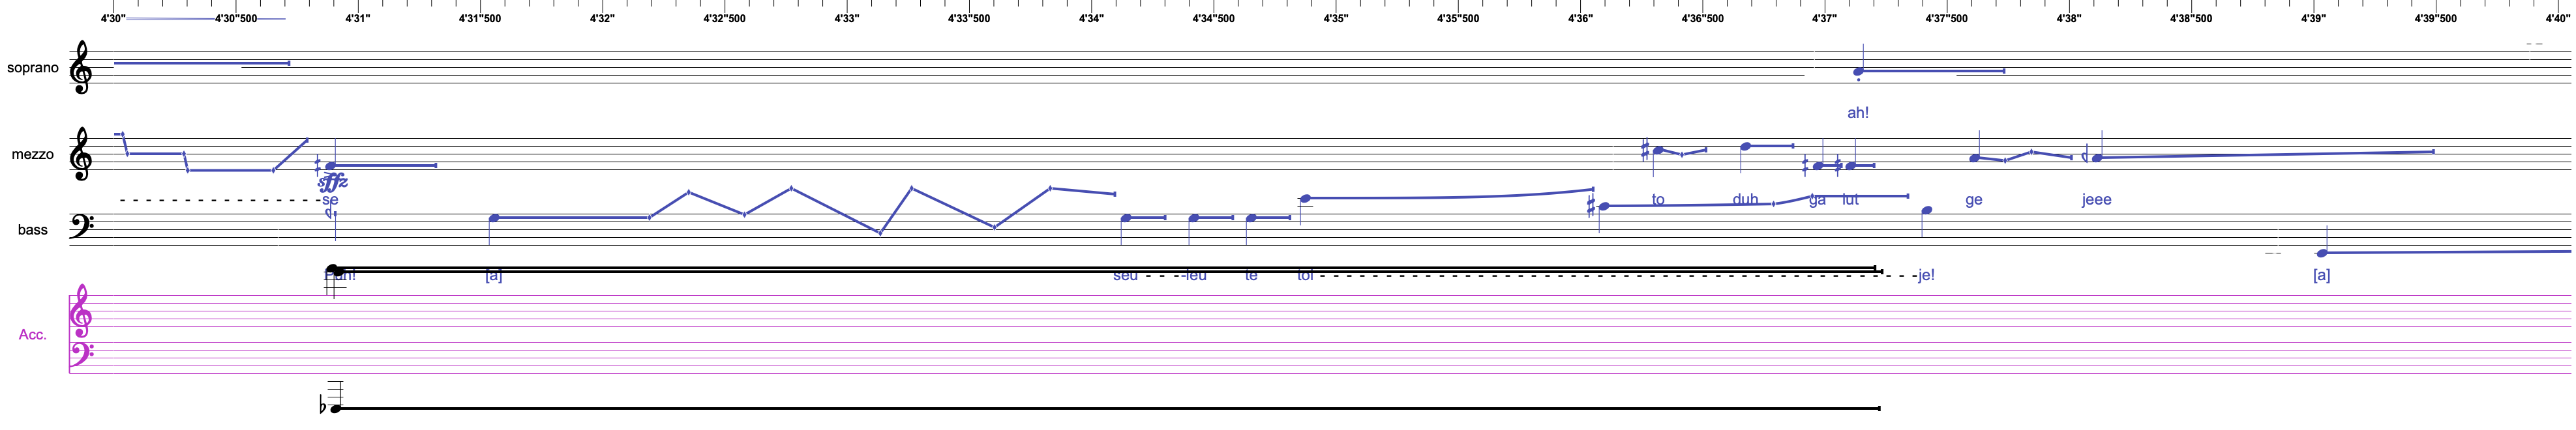 4'30" 4'30"500 4'31" 4'31"500 4'32" 4'32"500 4'33" 4'33"500 4'34" 4'34"500 4'35" 4'35"500 4'36" 4'36"500 4'37" 4'37"500 4'38" 4'38"500 4'39" 4'39"500 4'40"
soprano
ah!
mezzo
sffz
se to duh ga lut ge jeee
bass
[a] seu - - - -leu te toi - - - je! [a]
Acc.